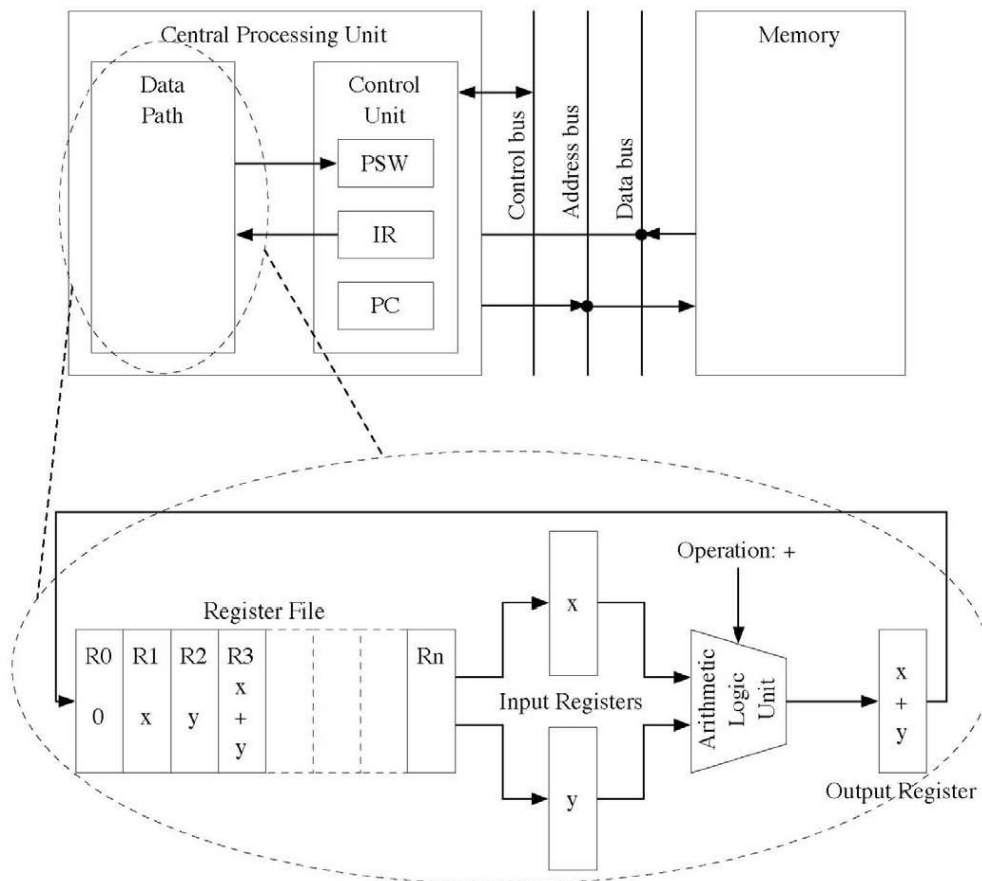 Central Processing Unit
Memory
Data
Path
Control
Unit
PSW
IR
PC
Control bus
Address bus
Data bus
Operation: +
Register File
R0 R1 R2 R3 Rn
0 x y x + y
Input Registers
x
y
Arithmetic
Logic
Unit
x
+
y
Output Register